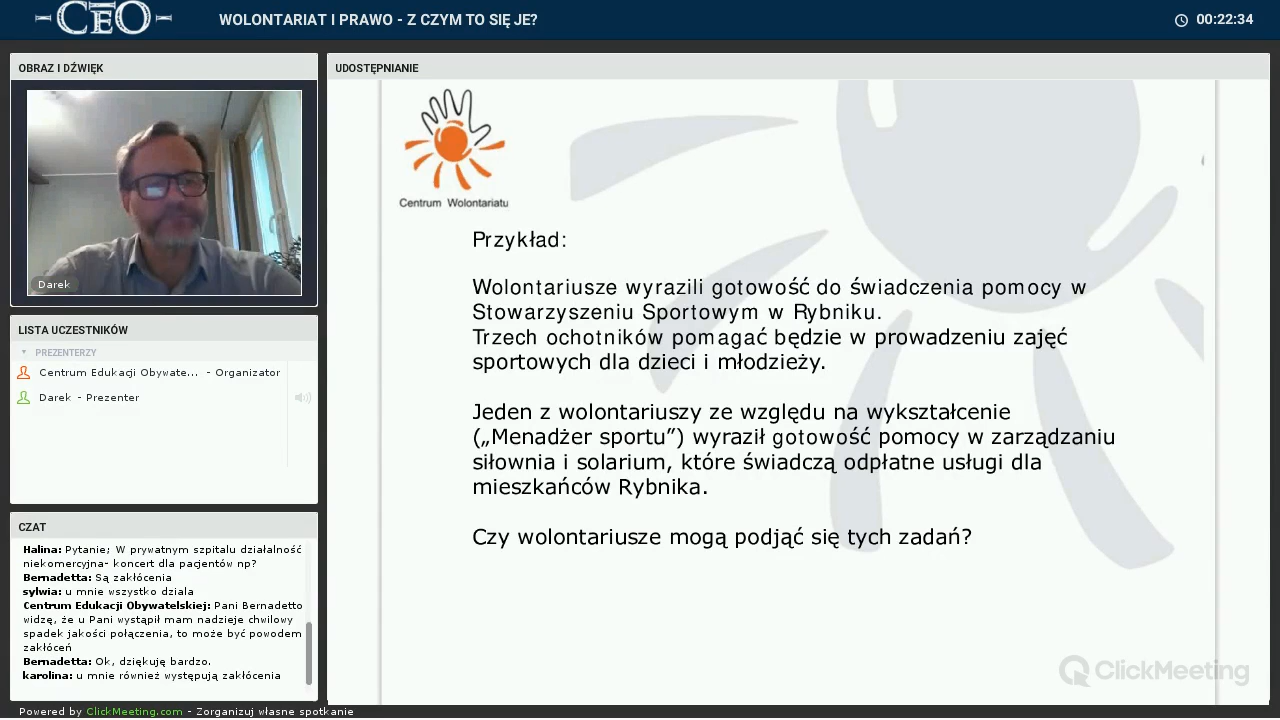 CEO
WOLONTARIAT I PRAWO - Z CZYM TO SIĘ JE?
00:22:34
OBRAZ I DŹWIĘK
Darek
LISTA UCZESTNIKÓW
PREZENTERZY
Centrum Edukacji Obywate... - Organizator
Darek - Prezenter
CZAT
Halina: Pytanie; W prywatnym szpitalu działalność
niekomercyjna- koncert dla pacjentów np?
Bernadetta: Są zakłócenia
sylwia: u mnie wszystko dziala
Centrum Edukacji Obywatelskiej: Pani Bernadetto
widzę, że u Pani wystąpił mam nadzieje chwilowy
spadek jakości połączenia, to może być powodem
zakłóceń
Bernadetta: Ok, dziękuję bardzo.
karolina: u mnie również występują zakłócenia
Powered by ClickMeeting.com - Zorganizuj własne spotkanie
UDOSTĘPNIANIE
Centrum Wolontariatu
Przykład:
Wolontariusze wyrazili gotowość do świadczenia pomocy w
Stowarzyszeniu Sportowym w Rybniku.
Trzech ochotników pomagać będzie w prowadzeniu zajęć
sportowych dla dzieci i młodzieży.
Jeden z wolontariuszy ze względu na wykształcenie
(„Menadżer sportu”) wyraził gotowość pomocy w zarządzaniu
siłownia i solarium, które świadczą odpłatne usługi dla
mieszkańców Rybnika.
Czy wolontariusze mogą podjąć się tych zadań?
ClickMeeting